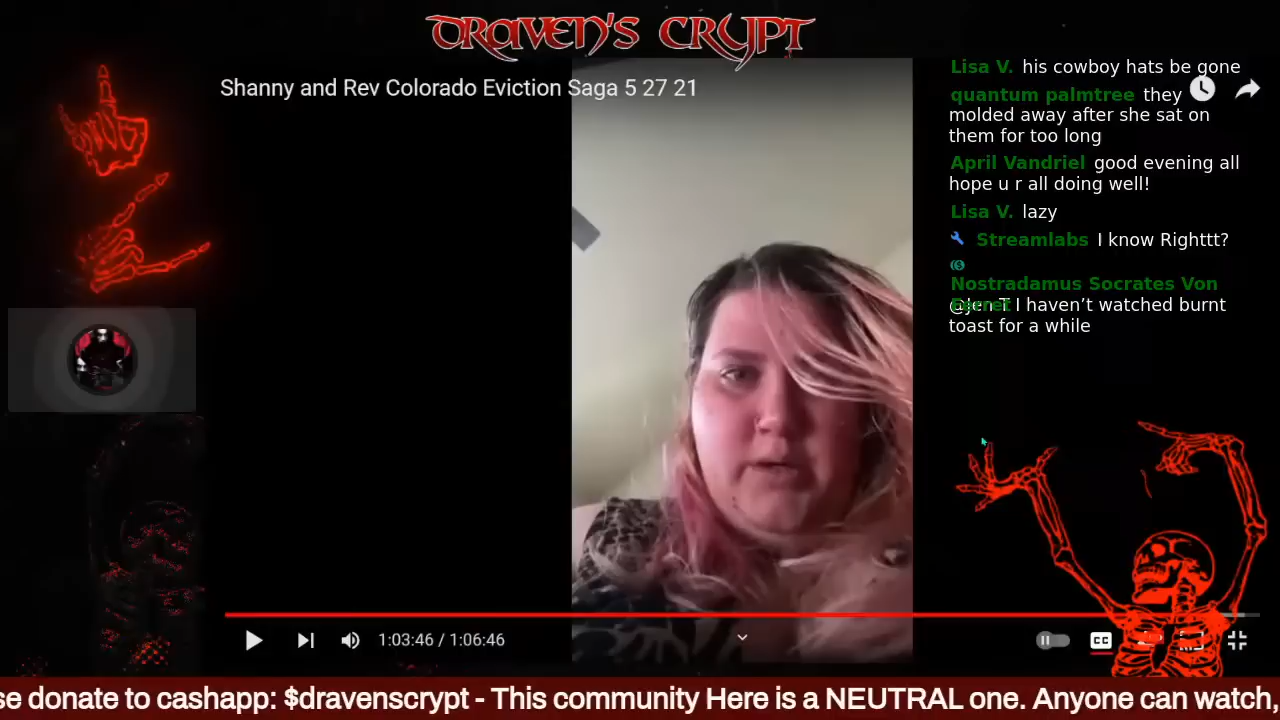 DRAVEN'S CRYPT
Shanny and Rev Colorado Eviction Saga 5 27 21
Lisa V. his cowboy hats be gone
quantum palmtree they
molded away after she sat on
them for too long
April Vandriel good evening all
hope u r all doing well!
Lisa V. lazy
Streamlabs I know Righttt?
Nostradamus Socrates Von
Ferret
@jen T I haven’t watched burnt
toast for a while
1:03:46 / 1:06:46
CC
se donate to cashapp: $dravenscrypt - This community Here is a NEUTRAL one. Anyone can watch,